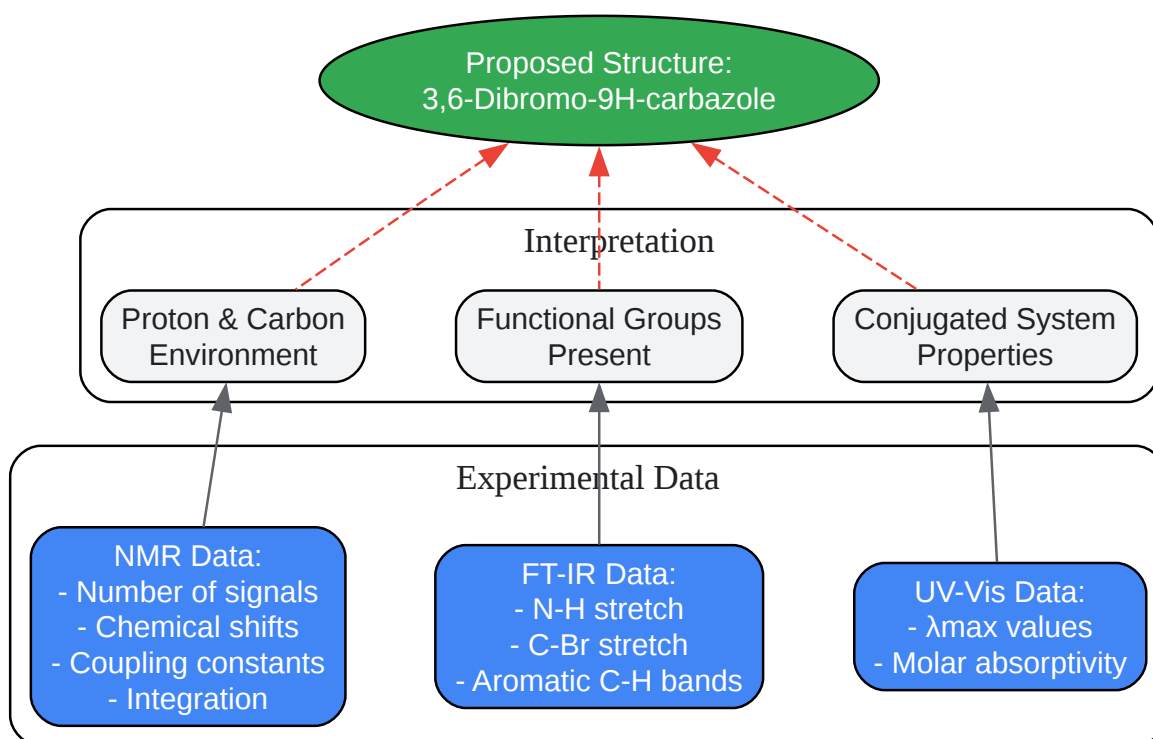 Proposed Structure:
3,6-Dibromo-9H-carbazole
Interpretation
Proton & Carbon
Environment
Functional Groups
Present
Conjugated System
Properties
Experimental Data
NMR Data:
- Number of signals
- Chemical shifts
- Coupling constants
- Integration
FT-IR Data:
- N-H stretch
- C-Br stretch
- Aromatic C-H bands
UV-Vis Data:
- λmax values
- Molar absorptivity